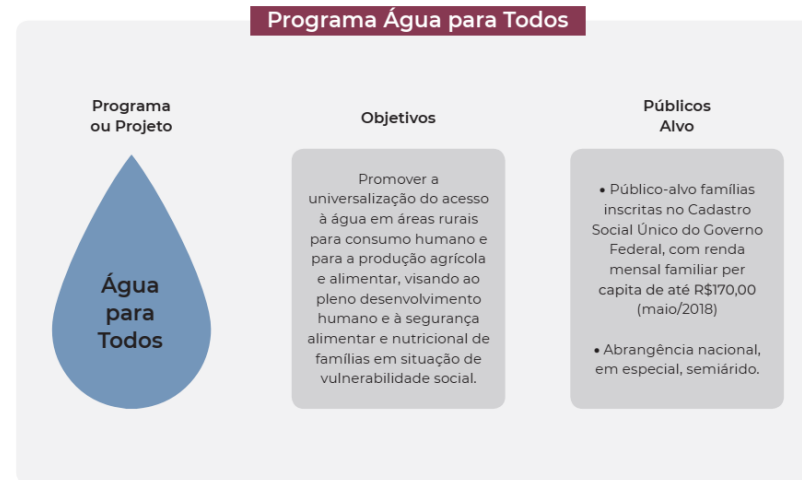 Programa Água para Todos
Programa
ou Projeto
Água
para
Todos
Objetivos
Promover a
universalização do acesso
à água em áreas rurais
para consumo humano e
para a produção agrícola
e alimentar, visando ao
pleno desenvolvimento
humano e à segurança
alimentar e nutricional de
famílias em situação de
vulnerabilidade social.
Públicos
Alvo
• Público-alvo famílias
inscritas no Cadastro
Social Único do Governo
Federal, com renda
mensal familiar per
capita de até R$170,00
(maio/2018)
• Abrangência nacional,
em especial, semiárido.